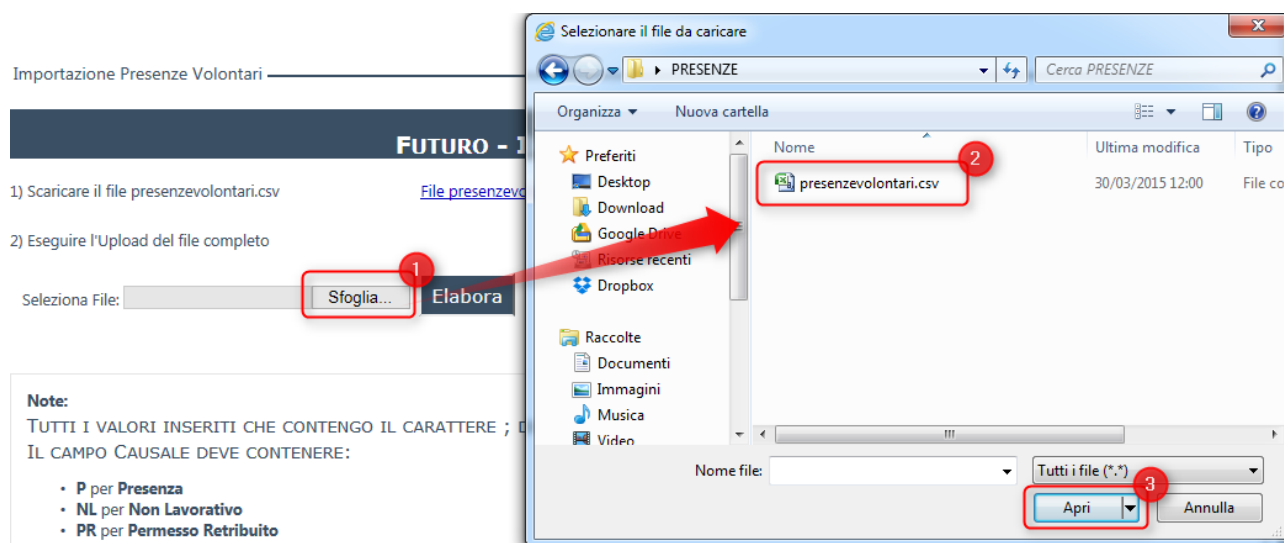 Importazione Presenze Volontari
FUTURO -
1) Scaricare il file presenzevolontari.csv
File presenzevo
2) Eseguire l'Upload del file completo
1
Seleziona File:
Sfoglia...
Elabora
Note:
TUTTI I VALORI INSERITI CHE CONTENGO IL CARATTERE ;
IL CAMPO CAUSALE DEVE CONTENERE:
• P per Presenza
• NL per Non Lavorativo
• PR per Permesso Retribuito
Selezionare il file da caricare
PRESENZE
Cerca PRESENZE
Organizza
Nuova cartella
Preferiti
Desktop
Download
Google Drive
Risorse recenti
Dropbox
Raccolte
Documenti
Immagini
Musica
Video
Nome
Ultima modifica
Tipo
2
presenzevolontari.csv
30/03/2015 12:00
File co
Nome file:
Tutti i file (*.*)
3
Apri
Annulla